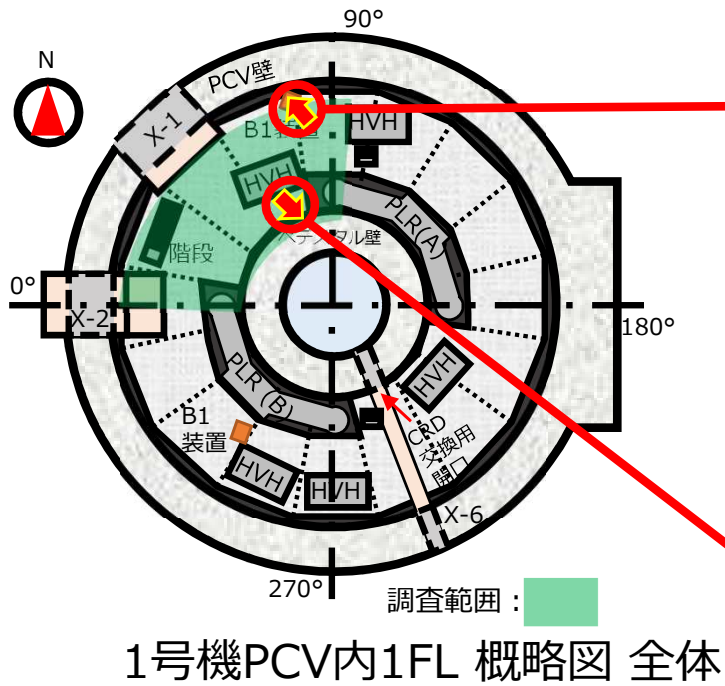 90°
N
PCV壁
X-1
B1装置
HVH
HVH
PLR(A)
階段
ペデスタル壁
0°
X-2
180°
PLR (B)
HVH
B1
装置
CRD
交換用
開口
HVH
HVH
X-6
270°
調査範囲：
1号機PCV内1FL 概略図 全体